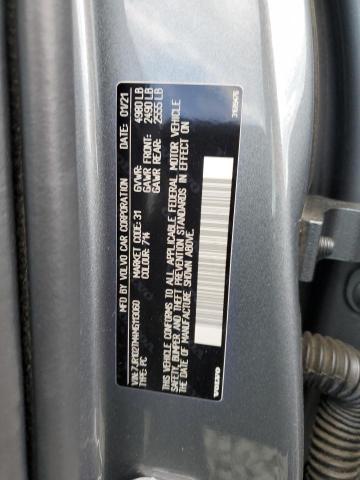 MFD BY: VOLVO CAR CORPORATION DATE: 01/21
MARKET CODE: 31 GVWR: 4980 LB
COLOUR: 714 GAWR FRONT: 2490 LB
GAWR REAR: 2555 LB
TYPE: PC
THIS VEHICLE CONFORMS TO ALL APPLICABLE FEDERAL MOTOR VEHICLE
SAFETY, BUMPER AND THEFT PREVENTION STANDARDS IN EFFECT ON
THE DATE OF MANUFACTURE SHOWN ABOVE.
VOLVO